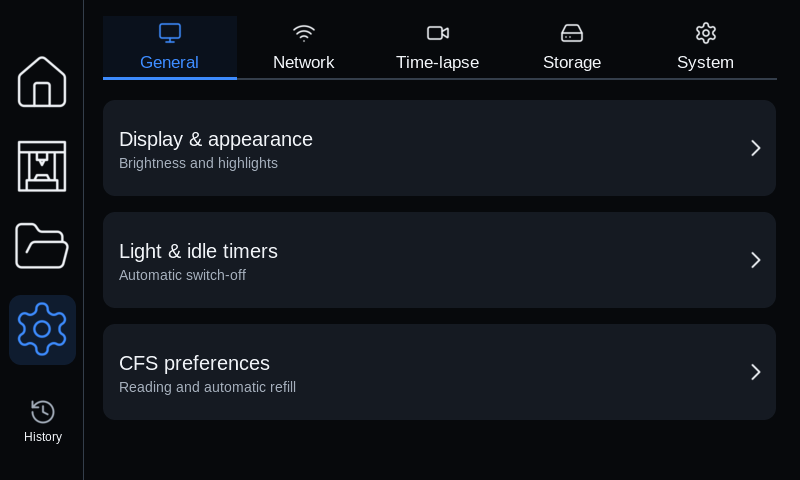 General
Network
Time-lapse
Storage
System
Display & appearance
Brightness and highlights
Light & idle timers
Automatic switch-off
CFS preferences
Reading and automatic refill
History